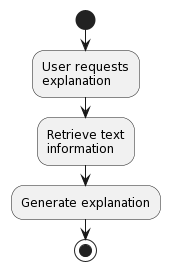 User requests
explanation
Retrieve text
information
Generate explanation